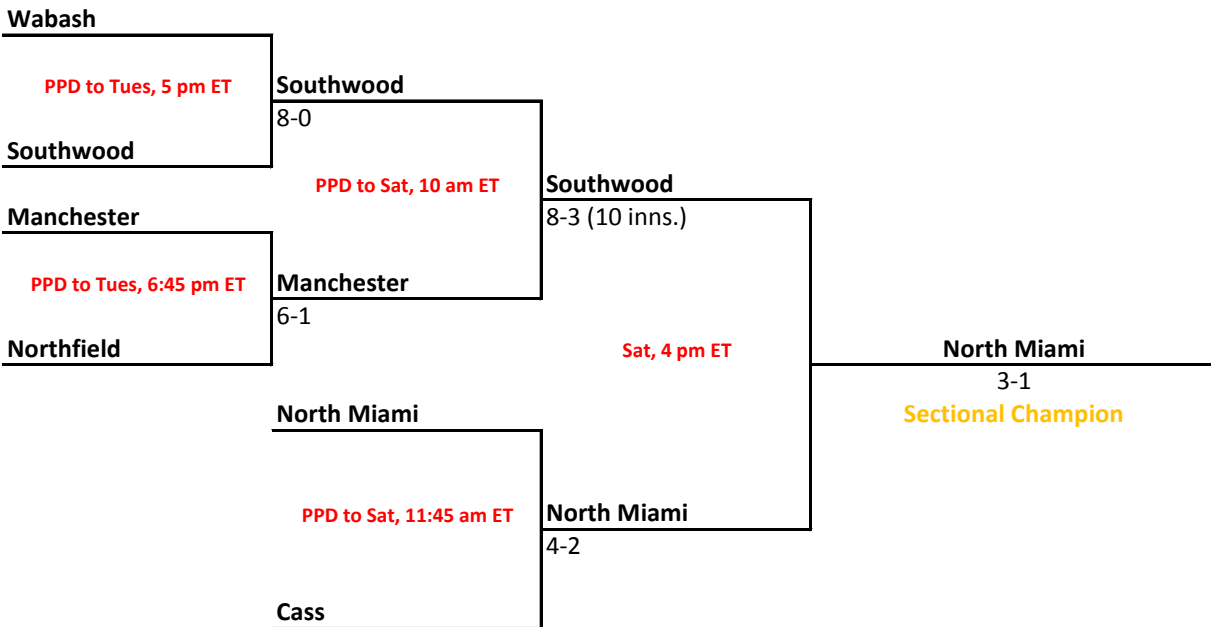 Wabash
PPD to Tues, 5 pm ET
Southwood
8-0
Southwood
PPD to Sat, 10 am ET
Southwood
8-3 (10 inns.)
Manchester
PPD to Tues, 6:45 pm ET
Manchester
6-1
Northfield
Sat, 4 pm ET
North Miami
3-1
Sectional Champion
North Miami
PPD to Sat, 11:45 am ET
North Miami
4-2
Cass